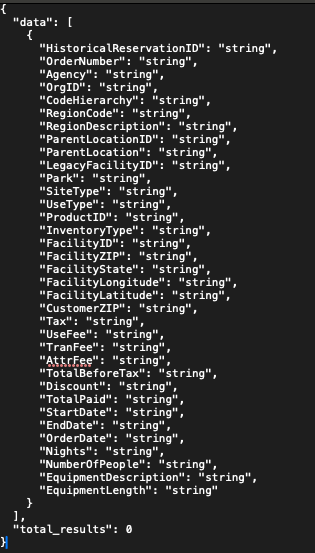 {
"data": [
{
"HistoricalReservationID": "string",
"OrderNumber": "string",
"Agency": "string",
"OrgID": "string",
"CodeHierarchy": "string",
"RegionCode": "string",
"RegionDescription": "string",
"ParentLocationID": "string",
"ParentLocation": "string",
"LegacyFacilityID": "string",
"Park": "string",
"SiteType": "string",
"UseType": "string",
"ProductID": "string",
"InventoryType": "string",
"FacilityID": "string",
"FacilityZIP": "string",
"FacilityState": "string",
"FacilityLongitude": "string",
"FacilityLatitude": "string",
"CustomerZIP": "string",
"Tax": "string",
"UseFee": "string",
"TranFee": "string",
"AttrFee": "string",
"TotalBeforeTax": "string",
"Discount": "string",
"TotalPaid": "string",
"StartDate": "string",
"EndDate": "string",
"OrderDate": "string",
"Nights": "string",
"NumberOfPeople": "string",
"EquipmentDescription": "string",
"EquipmentLength": "string"
}
],
"total_results": 0
}